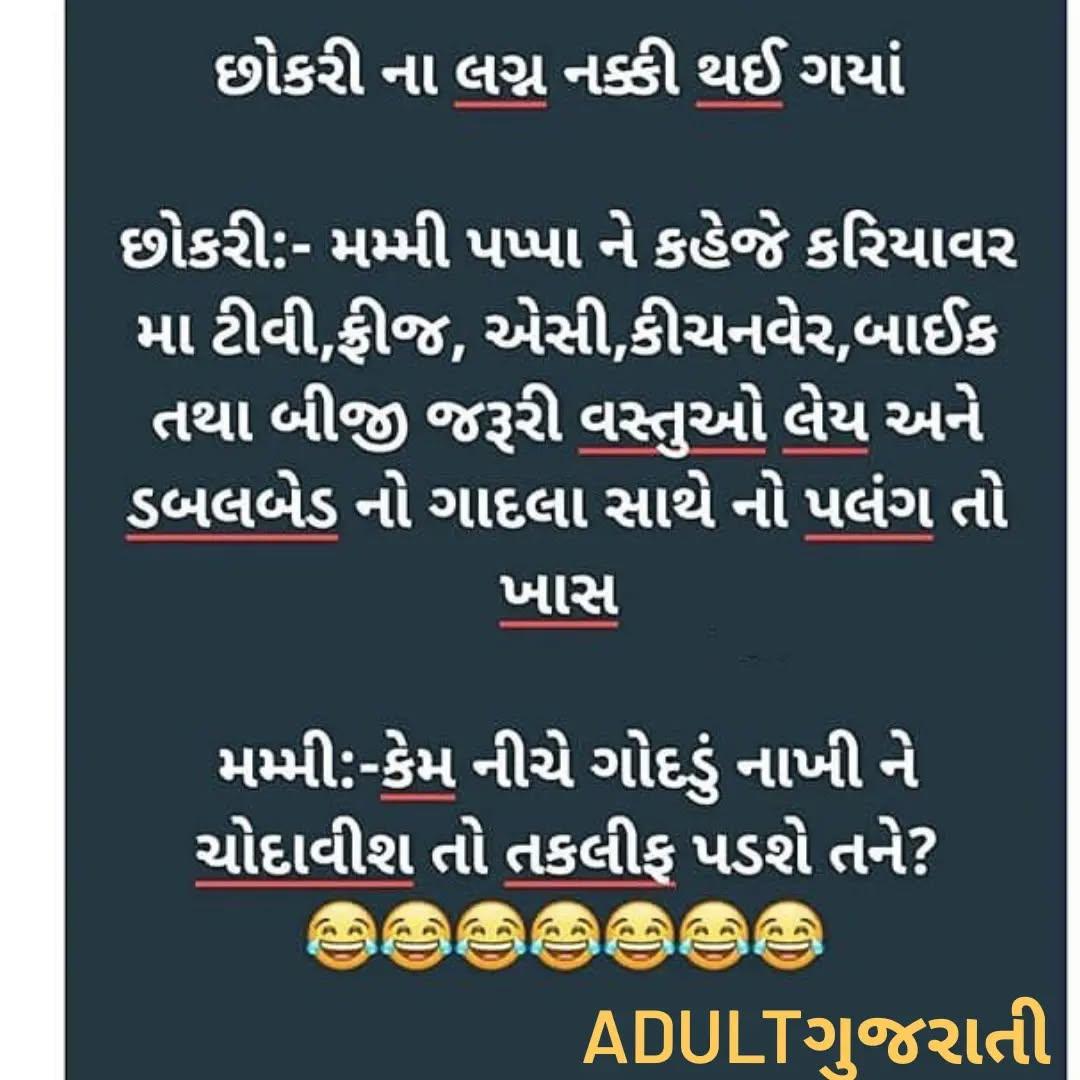 છોકરી ના લગ્ન નક્કી થઈ ગયાં
છોકરી:- મમ્મી પપ્પા ને કહેજે કરિયાવર
મા ટીવી,ફ્રીજ, એસી,કીચનવેર,બાઈક
તથા બીજી જરૂરી વસ્તુઓ લેય અને
ડબલબેડ નો ગાદલા સાથે નો પલંગ તો
ખાસ
મમ્મી:-કેમ નીચે ગોદડું નાખી ને
ચોદાવીશ તો તકલીફ પડશે તને?
😂😂😂😂😂😂😂
ADULTગુજરાતી